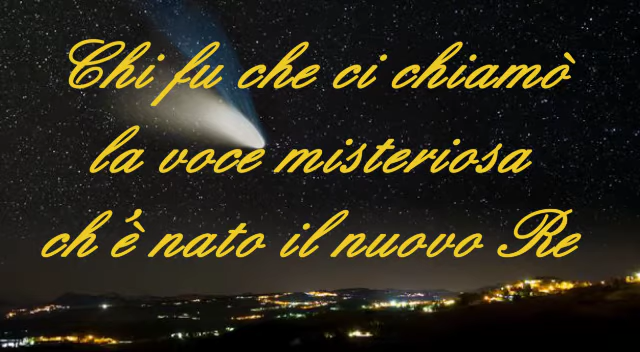 Chi fu che ci chiamò
la voce misteriosa
ch'è nato il nuovo Re